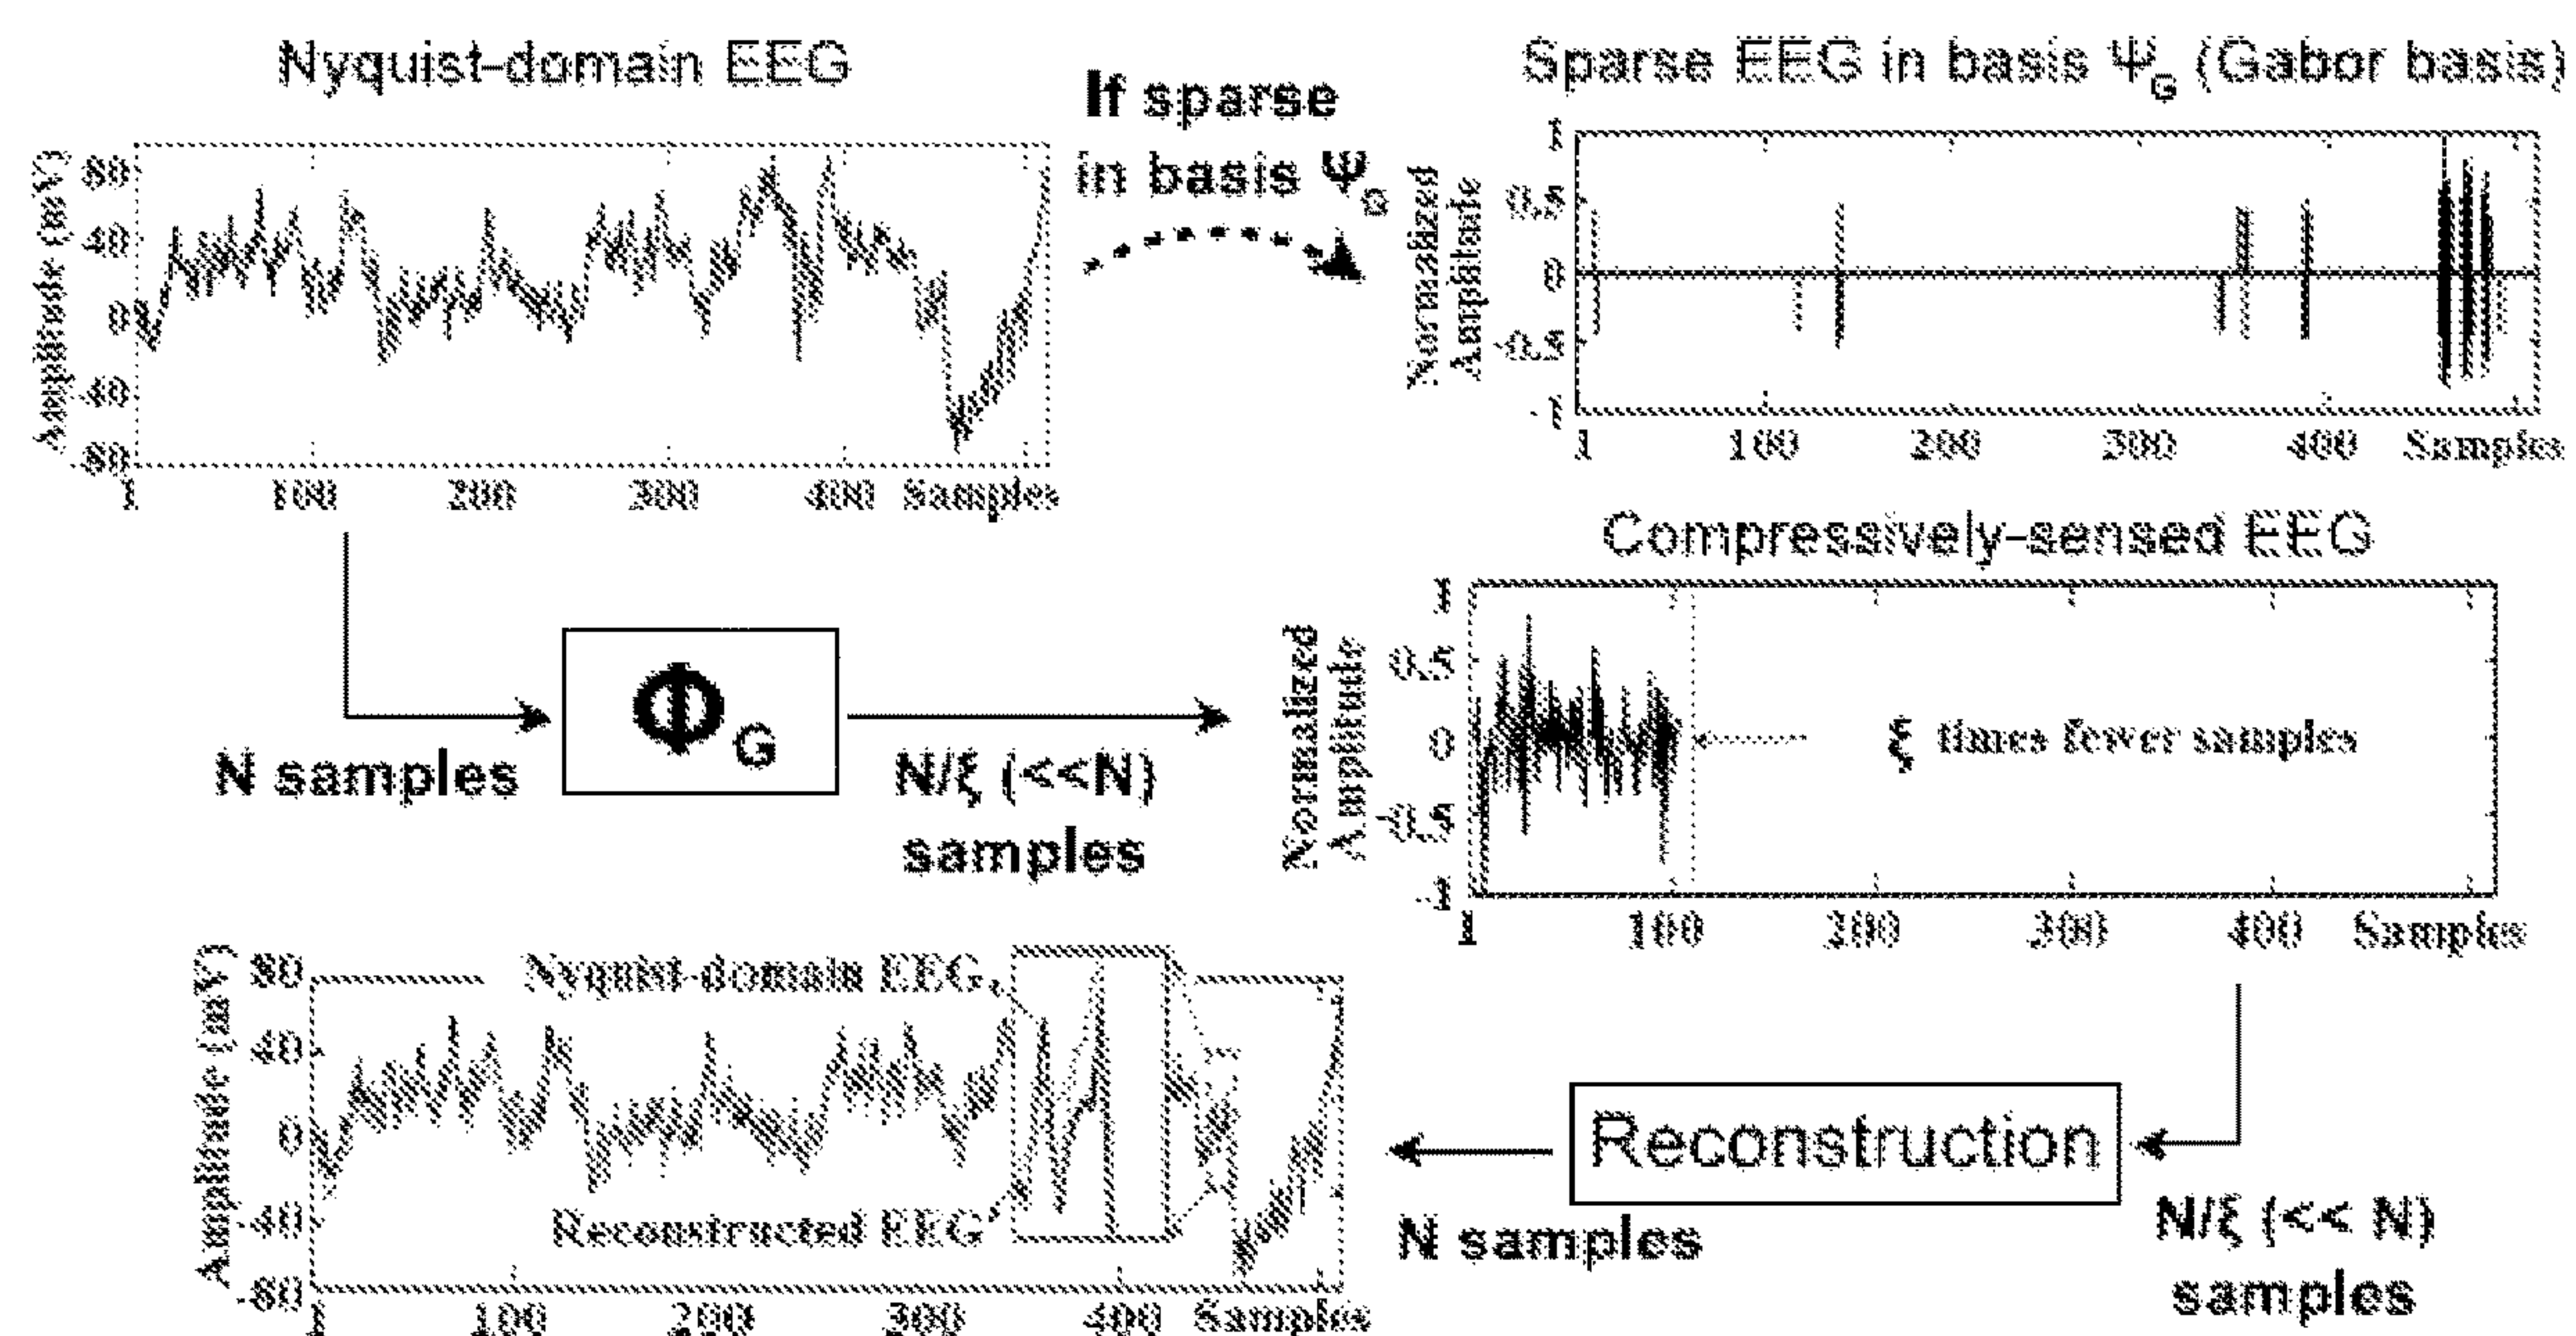 Nyquist-domain EEG
Amplitude (mV)
80
40
0
-40
-80
1 100 200 300 400 Samples
If sparse
in basis Ψ_G
Sparse EEG in basis Ψ_G (Gabor basis)
Normalized
Amplitude
1
0.5
0
-0.5
-1
1 100 200 300 400 Samples
N samples
Φ_G
N/ξ (<<N)
samples
Compressively-sensed EEG
Normalized
Amplitude
1
0.5
0
-0.5
-1
ξ times fewer samples
1 100 200 300 400 Samples
N/ξ (<< N)
samples
Reconstruction
N samples
Amplitude (mV)
80
40
0
-40
-80
Nyquist-domain EEG
Reconstructed EEG
1 100 200 300 400 Samples